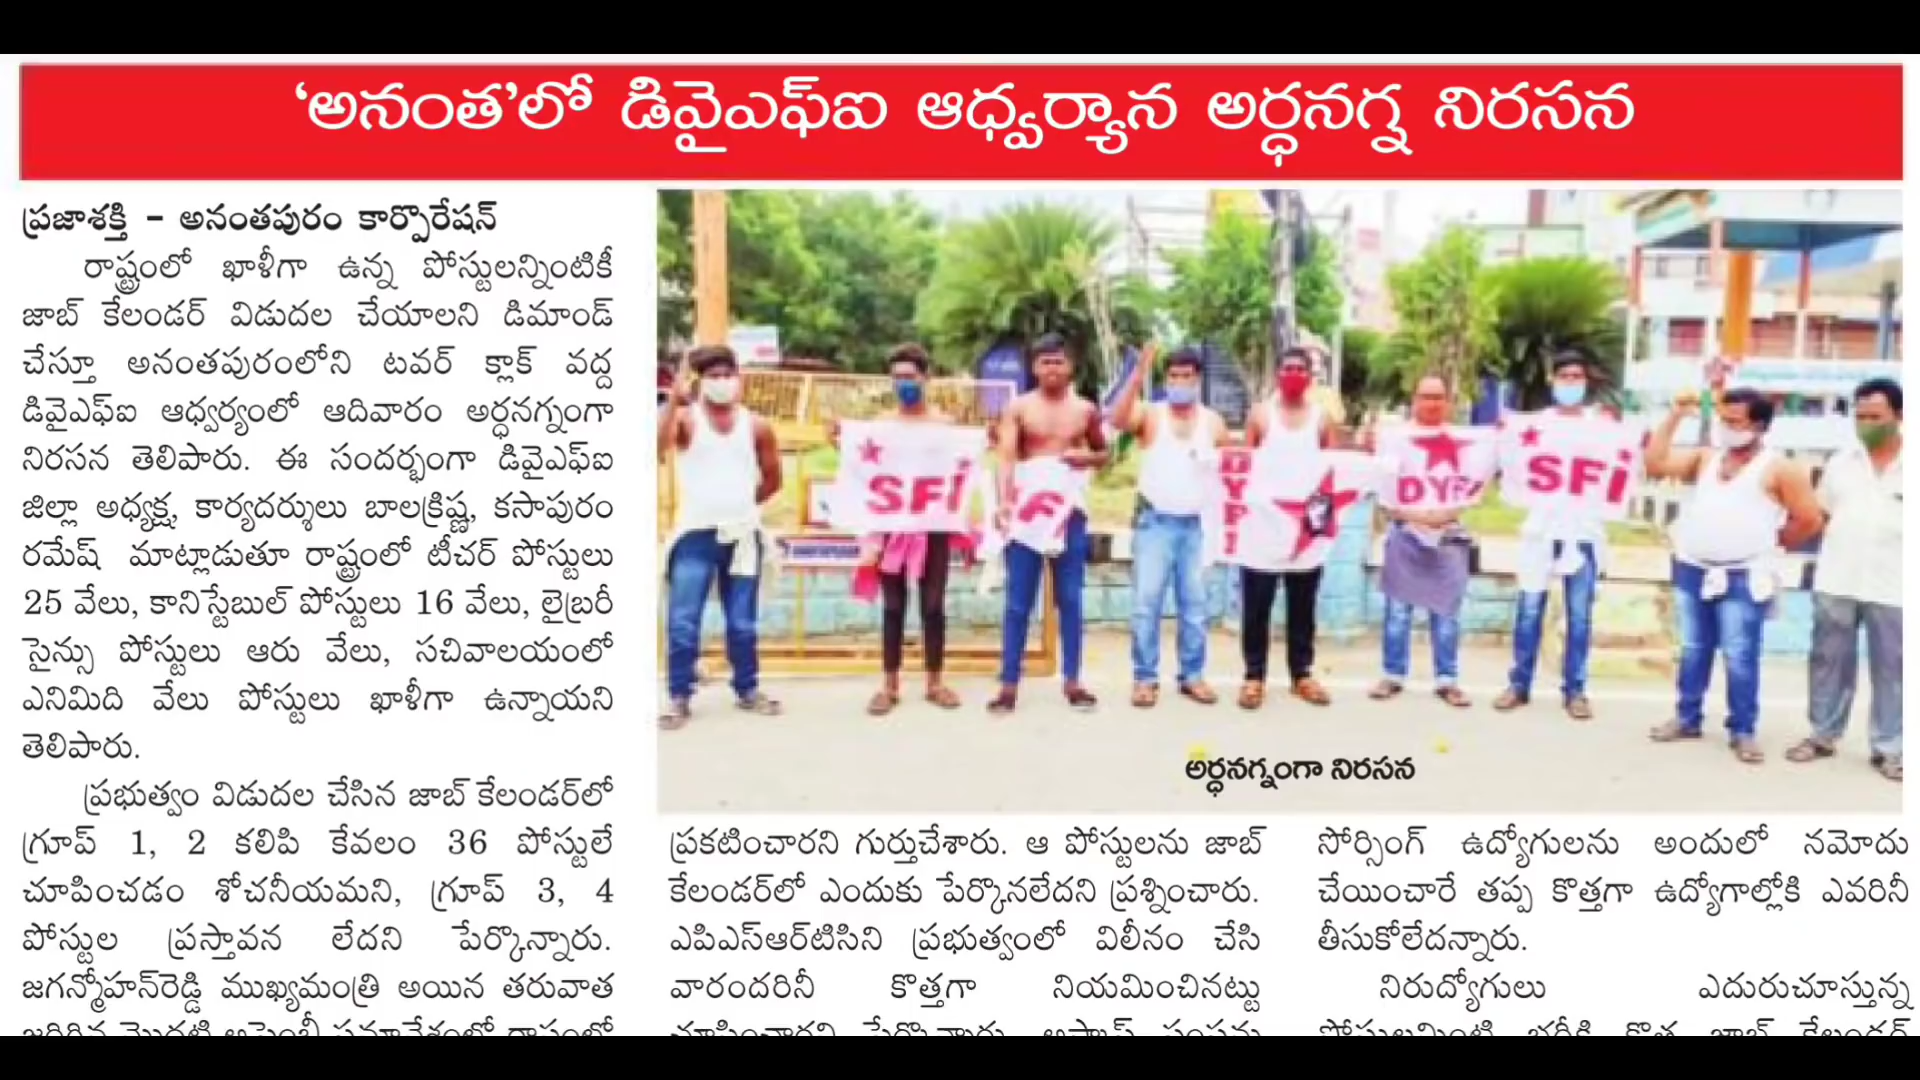 ‘అనంత’లో డివైఎఫ్ఐ ఆధ్వర్యాన అర్ధనగ్న నిరసన
ప్రజాశక్తి - అనంతపురం కార్పొరేషన్
రాష్ట్రంలో ఖాళీగా ఉన్న పోస్టులన్నింటికీ
జాబ్ కేలండర్ విడుదల చేయాలని డిమాండ్
చేస్తూ అనంతపురంలోని టవర్ క్లాక్ వద్ద
డివైఎఫ్ఐ ఆధ్వర్యంలో ఆదివారం అర్ధనగ్నంగా
నిరసన తెలిపారు. ఈ సందర్భంగా డివైఎఫ్ఐ
జిల్లా అధ్యక్ష, కార్యదర్శులు బాలక్రిష్ణ, కసాపురం
రమేష్ మాట్లాడుతూ రాష్ట్రంలో టీచర్ పోస్టులు
25 వేలు, కానిస్టేబుల్ పోస్టులు 16 వేలు, లైబ్రరీ
సైన్సు పోస్టులు ఆరు వేలు, సచివాలయంలో
ఎనిమిది వేలు పోస్టులు ఖాళీగా ఉన్నాయని
తెలిపారు.
ప్రభుత్వం విడుదల చేసిన జాబ్ కేలండర్‌లో
గ్రూప్ 1, 2 కలిపి కేవలం 36 పోస్టులే
చూపించడం శోచనీయమని, గ్రూప్ 3, 4
పోస్టుల ప్రస్తావన లేదని పేర్కొన్నారు.
జగన్మోహన్‌రెడ్డి ముఖ్యమంత్రి అయిన తరువాత
SFI
DYFI
DYFI
SFI
అర్ధనగ్నంగా నిరసన
ప్రకటించారని గుర్తుచేశారు. ఆ పోస్టులను జాబ్
కేలండర్‌లో ఎందుకు పేర్కొనలేదని ప్రశ్నించారు.
ఎపిఎస్ఆర్‌టిసిని ప్రభుత్వంలో విలీనం చేసి
వారందరినీ కొత్తగా నియమించినట్టు
సోర్సింగ్ ఉద్యోగులను అందులో నమోదు
చేయించారే తప్ప కొత్తగా ఉద్యోగాల్లోకి ఎవరినీ
తీసుకోలేదన్నారు.
నిరుద్యోగులు ఎదురుచూస్తున్న